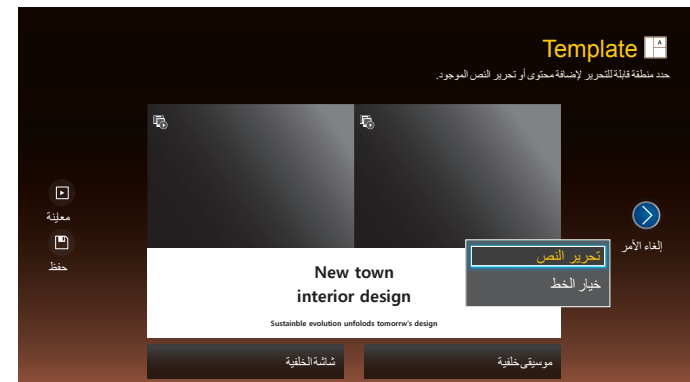 Template
حدد منطقة قابلة للتحرير لإضافة محتوى أو تحرير النص الموجود.
إلغاء الأمر
تحرير النص
خيار الخط
New town
interior design
Sustainble evolution unfolods tomorrw's design
معاينة
حفظ
موسيقى خلفية
شاشة الخلفية